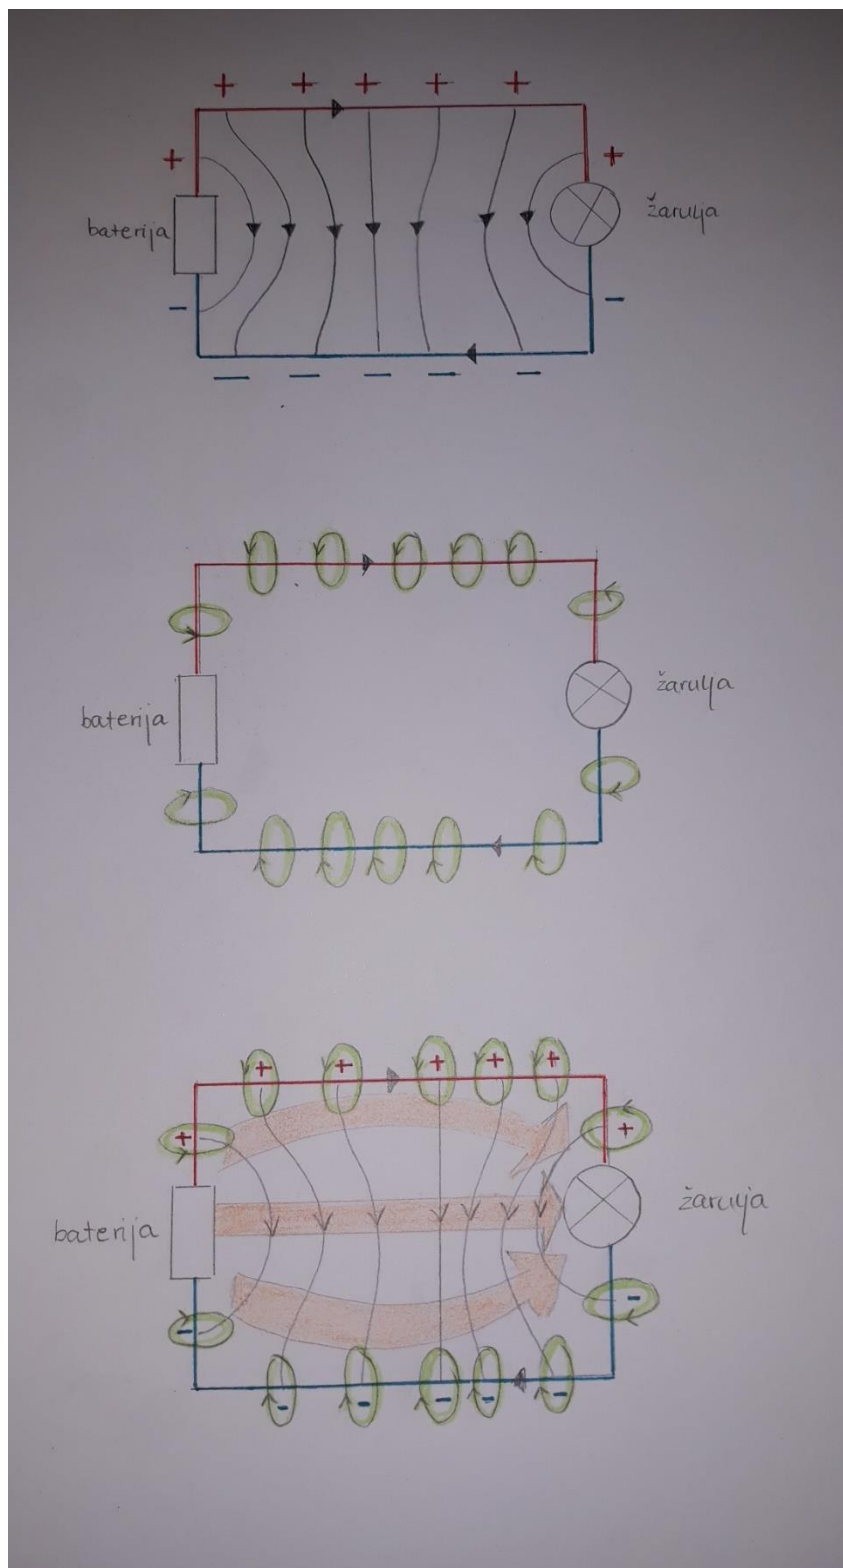 + + + + +
+ +
baterija žarulja
- -
- - - - -
baterija žarulja
+ + + + +
+ +
baterija žarulja
- -
- - - - -